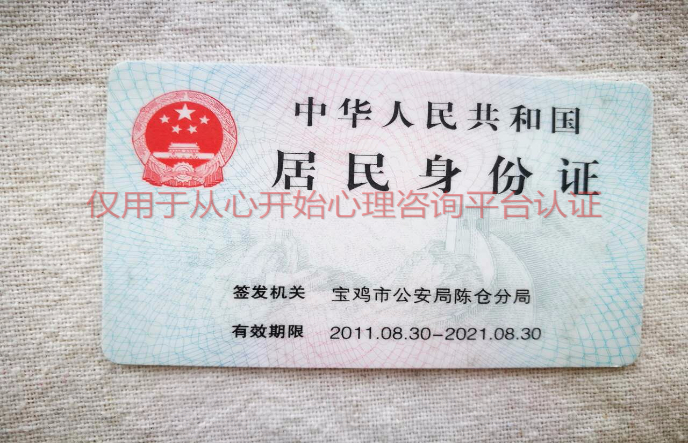 中华人民共和国
居民身份证
仅用于从心开始心理咨询平台认证
签发机关 宝鸡市公安局陈仓分局
有效期限 2011.08.30-2021.08.30